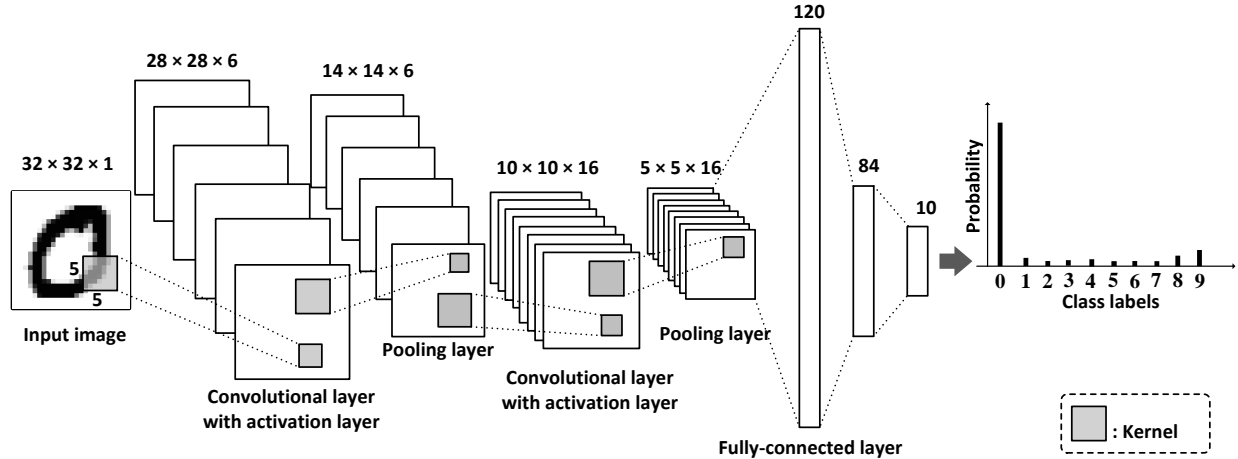 120
28 × 28 × 6
14 × 14 × 6
32 × 32 × 1
10 × 10 × 16
5 × 5 × 16
84
10
5
5
Input image
Pooling layer
Pooling layer
Convolutional layer
with activation layer
Convolutional layer
with activation layer
Fully-connected layer
Probability
0 1 2 3 4 5 6 7 8 9
Class labels
: Kernel